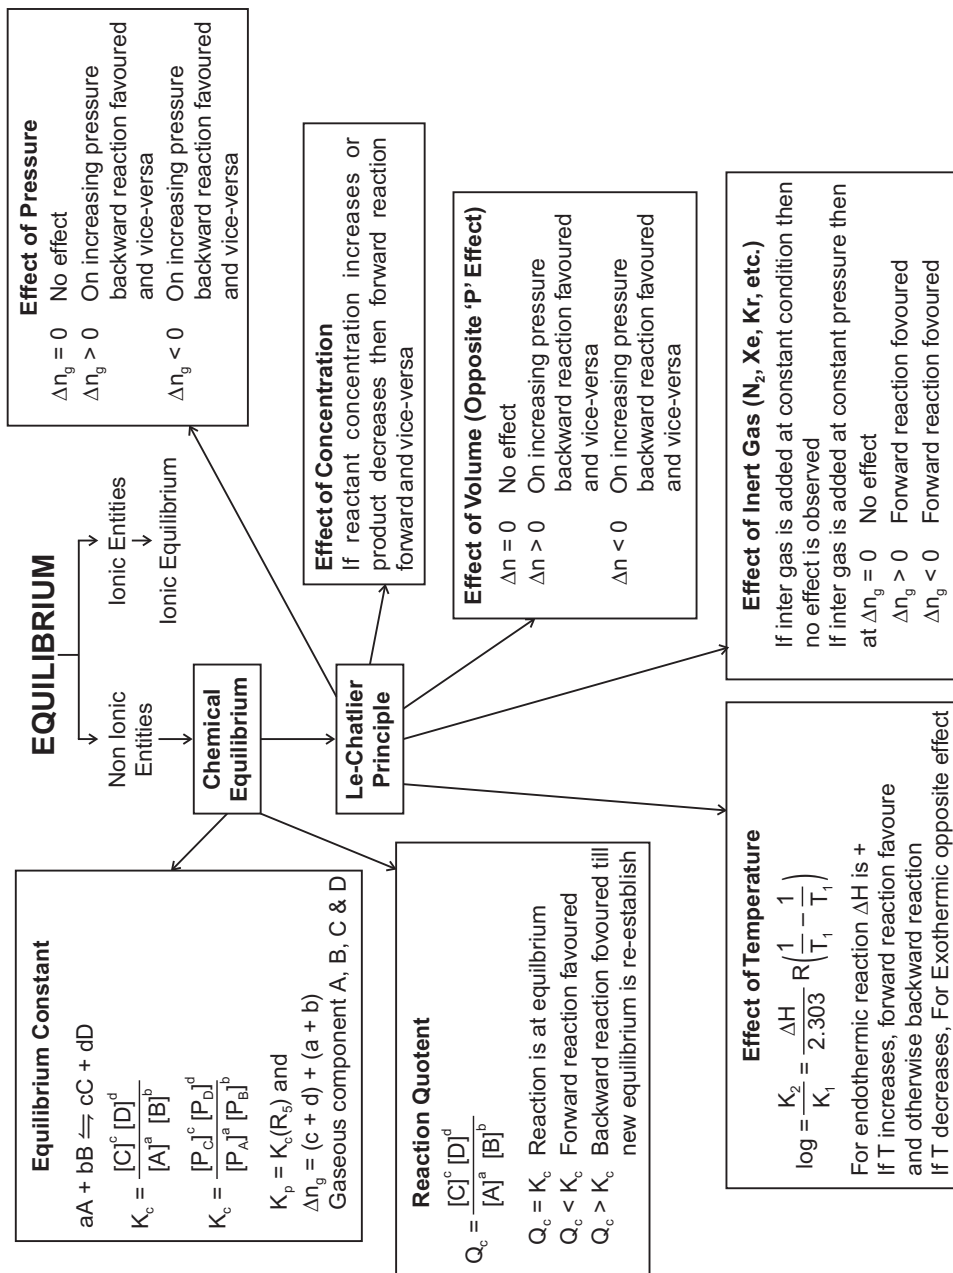 EQUILIBRIUM
Non Ionic
Entities
Ionic Entities
Ionic Equilibrium
Chemical
Equilibrium
Le-Chatlier
Principle
Equilibrium Constant
aA + bB ⇋ cC + dD
K_c = [C]^c [D]^d / [A]^a [B]^b
K_c = [P_C]^c [P_D]^d / [P_A]^a [P_B]^b
K_p = K_c(R_5) and
Δn_g = (c + d) + (a + b)
Gaseous component A, B, C & D
Reaction Quotent
Q_c = [C]^c [D]^d / [A]^a [B]^b
Q_c = K_c Reaction is at equilbrium
Q_c < K_c Forward reaction favoured
Q_c > K_c Backward reaction fovoured till
new equilibrium is re-establish
Effect of Pressure
Δn_g = 0 No effect
Δn_g > 0 On increasing pressure
backward reaction favoured
and vice-versa
Δn_g < 0 On increasing pressure
backward reaction favoured
and vice-versa
Effect of Concentration
If reactant concentration increases or
product decreases then forward reaction
forward and vice-versa
Effect of Volume (Opposite ‘P’ Effect)
Δn = 0 No effect
Δn > 0 On increasing pressure
backward reaction favoured
and vice-versa
Δn < 0 On increasing pressure
backward reaction favoured
and vice-versa
Effect of Temperature
log = K_2 / K_1 = ΔH / 2.303 R(1/T_1 − 1/T_1)
For endothermic reaction ΔH is +
If T increases, forward reaction favoure
and otherwise backward reaction
If T decreases, For Exothermic opposite effect
Effect of Inert Gas (N_2, Xe, Kr, etc.)
If inter gas is added at constant condition then
no effect is observed
If inter gas is added at constant pressure then
at Δn_g = 0 No effect
Δn_g > 0 Forward reaction fovoured
Δn_g < 0 Forward reaction fovoured